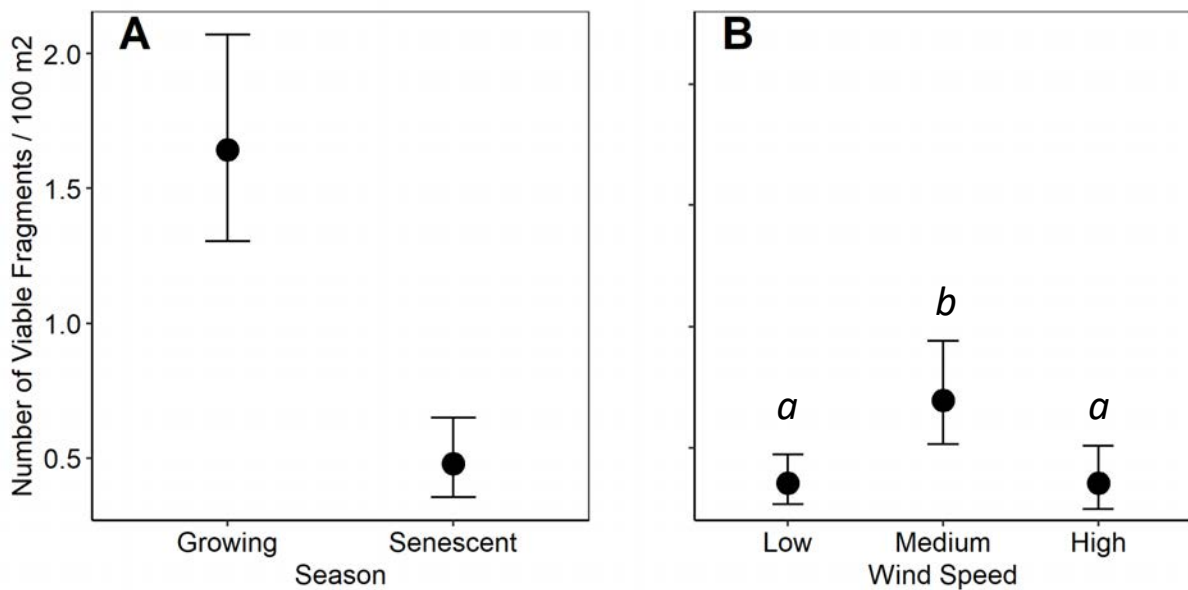 A
B
Number of Viable Fragments / 100 m2
2.0
1.5
1.0
0.5
a
b
a
Growing
Senescent
Season
Low
Medium
High
Wind Speed